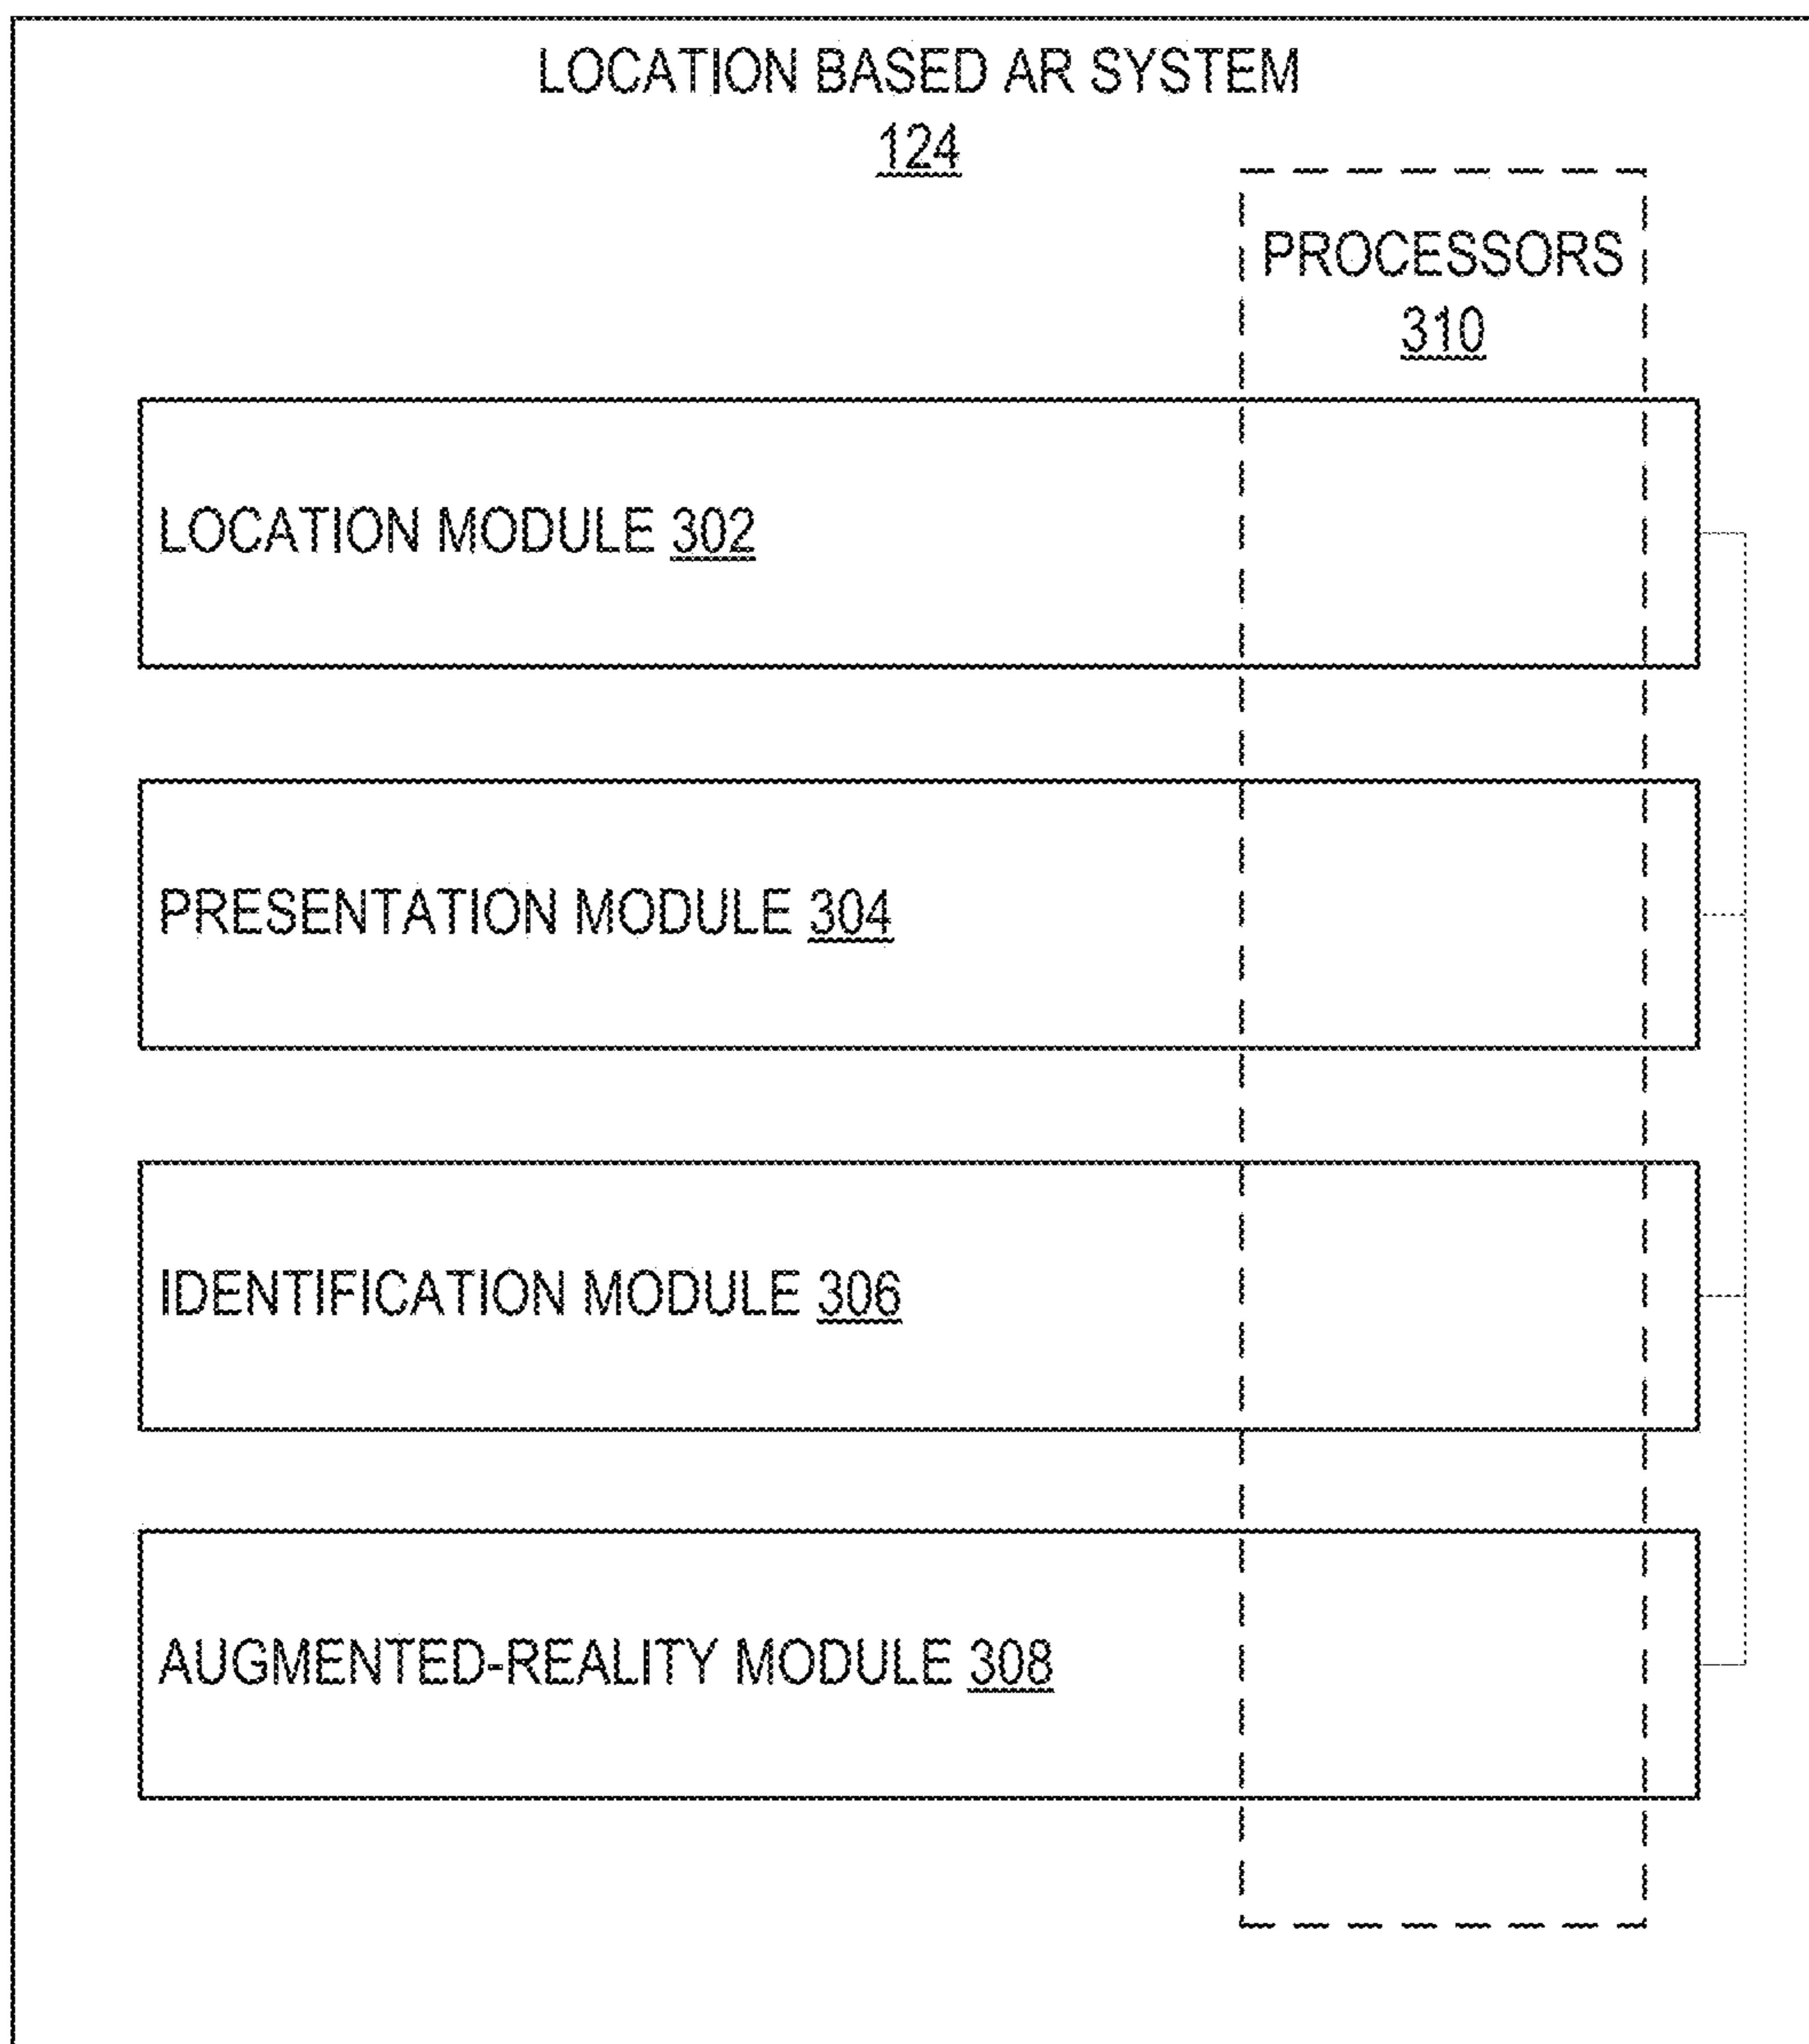 LOCATION BASED AR SYSTEM
124
PROCESSORS
310
LOCATION MODULE 302
PRESENTATION MODULE 304
IDENTIFICATION MODULE 306
AUGMENTED-REALITY MODULE 308